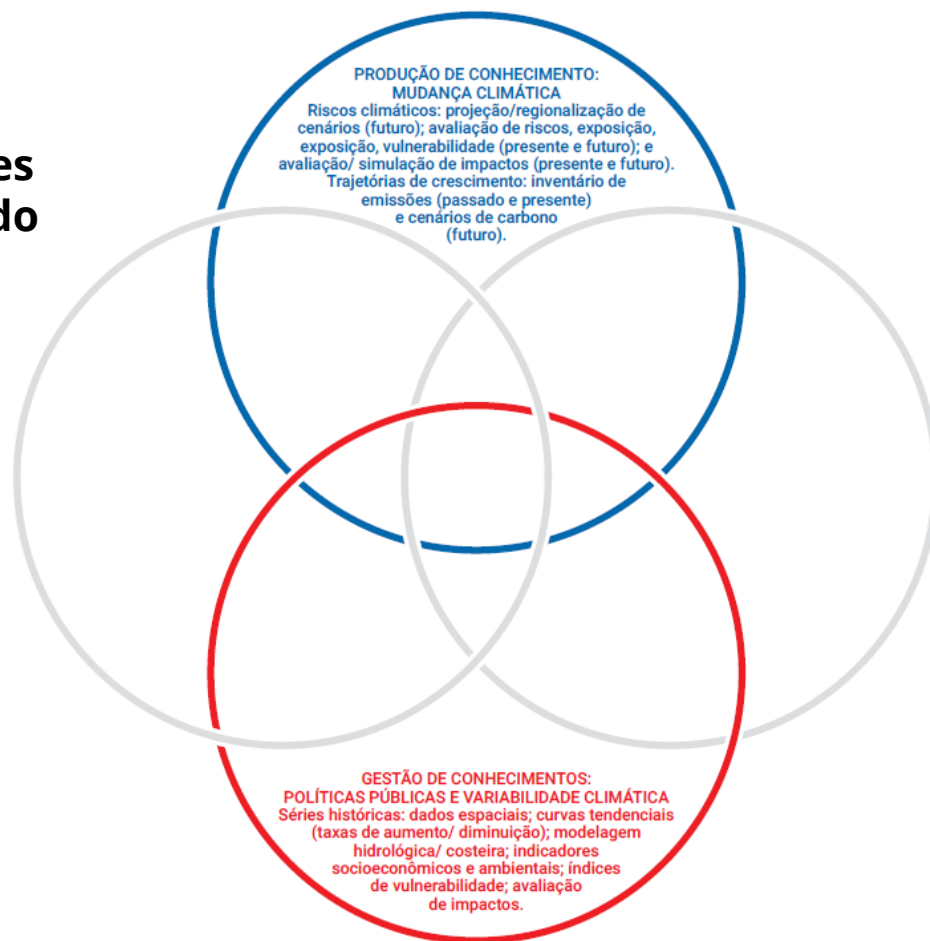 PRODUÇÃO DE CONHECIMENTO:
MUDANÇA CLIMÁTICA
Riscos climáticos: projeção/regionalização de
cenários (futuro); avaliação de riscos, exposição,
exposição, vulnerabilidade (presente e futuro); e
avaliação/ simulação de impactos (presente e futuro).
Trajetórias de crescimento: inventário de
emissões (passado e presente)
e cenários de carbono
(futuro).
es
do
GESTÃO DE CONHECIMENTOS:
POLÍTICAS PÚBLICAS E VARIABILIDADE CLIMÁTICA
Séries históricas: dados espaciais; curvas tendenciais
(taxas de aumento/ diminuição); modelagem
hidrológica/ costeira; indicadores
socioeconômicos e ambientais; índices
de vulnerabilidade; avaliação
de impactos.